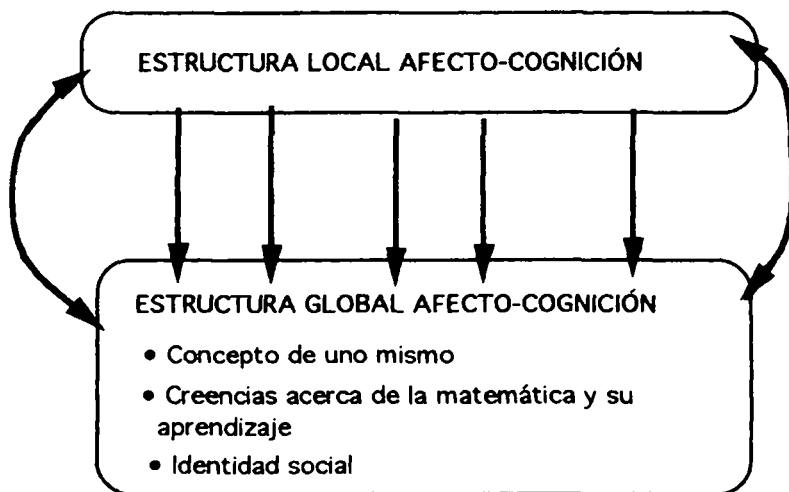 ESTRUCTURA LOCAL AFECTO-COGNICIÓN
ESTRUCTURA GLOBAL AFECTO-COGNICIÓN
• Concepto de uno mismo
• Creencias acerca de la matemática y su
aprendizaje
• Identidad social